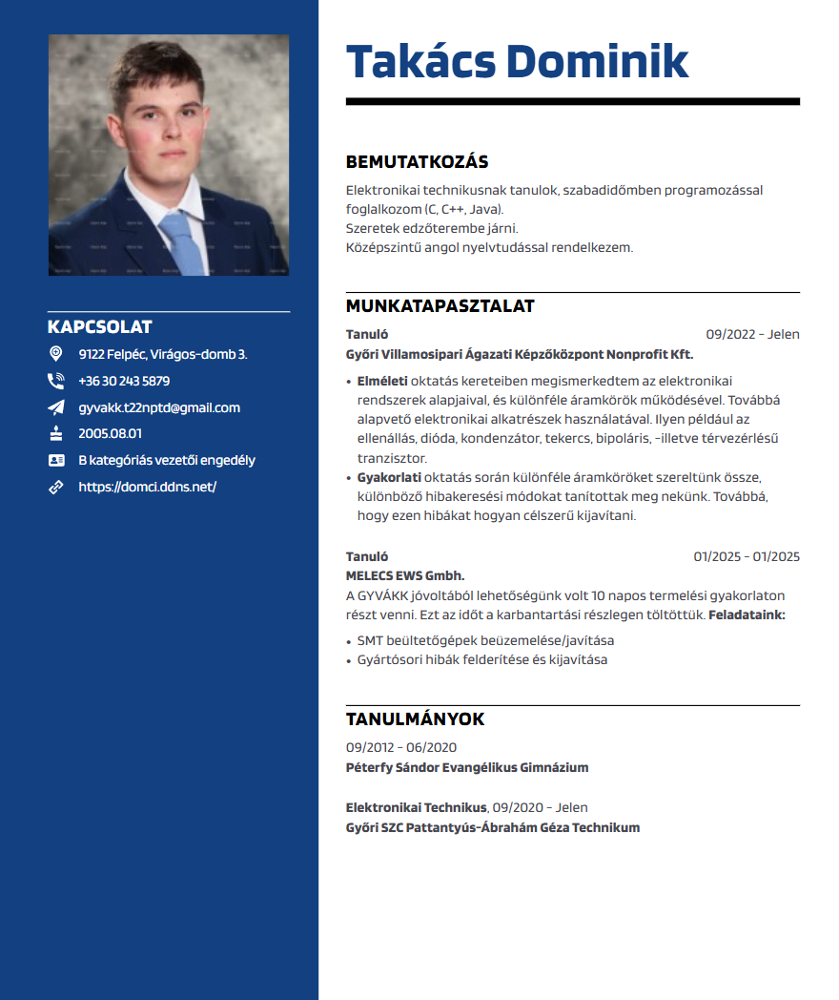 Takács Dominik
KAPCSOLAT
9122 Felpéc, Virágos-domb 3.
+36 30 243 5879
gyvakk.t22nptd@gmail.com
2005.08.01
B kategóriás vezetői engedély
https://domci.ddns.net/
BEMUTATKOZÁS
Elektronikai technikusnak tanulok, szabadidőmben programozással
foglalkozom (C, C++, Java).
Szeretek edzőterembe járni.
Középszintű angol nyelvtudással rendelkezem.
MUNKATAPASZTALAT
Tanuló 09/2022 - Jelen
Győri Villamosipari Ágazati Képzőközpont Nonprofit Kft.
• Elméleti oktatás kereteiben megismerkedtem az elektronikai
rendszerek alapjaival, és különféle áramkörök működésével. Továbbá
alapvető elektronikai alkatrészek használatával. Ilyen például az
ellenállás, dióda, kondenzátor, tekercs, bipoláris, -illetve térvezérlésű
tranzisztor.
• Gyakorlati oktatás során különféle áramköröket szereltünk össze,
különböző hibakeresési módokat tanítottak meg nekünk. Továbbá,
hogy ezen hibákat hogyan célszerű kijavítani.
Tanuló 01/2025 - 01/2025
MELECS EWS Gmbh.
A GYVÁKK jóvoltából lehetőségünk volt 10 napos termelési gyakorlaton
részt venni. Ezt az időt a karbantartási részlegen töltöttük. Feladataink:
• SMT beültetőgépek beüzemelése/javítása
• Gyártósori hibák felderítése és kijavítása
TANULMÁNYOK
09/2012 - 06/2020
Péterfy Sándor Evangélikus Gimnázium
Elektronikai Technikus, 09/2020 - Jelen
Győri SZC Pattantyús-Ábrahám Géza Technikum